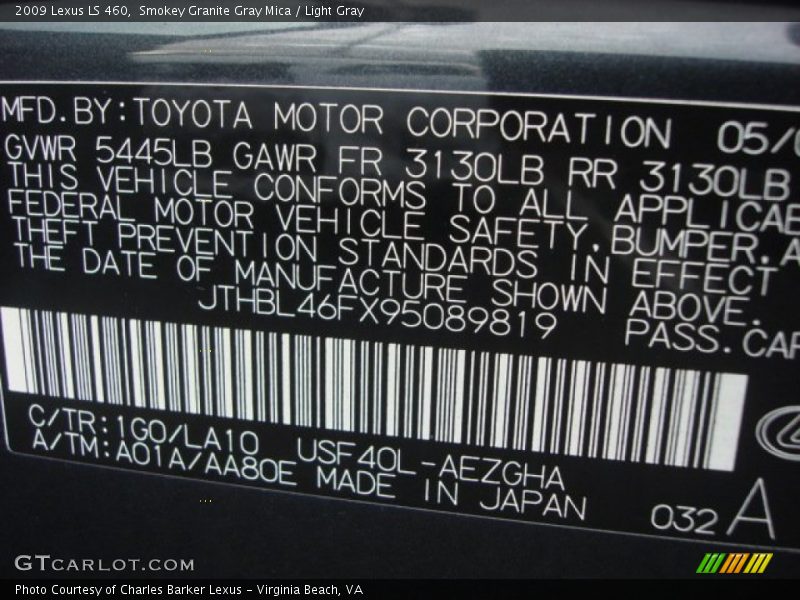 2009 Lexus LS 460,  Smokey Granite Gray Mica / Light Gray
MFD.BY:TOYOTA MOTOR CORPORATION 05/
GVWR 5445LB GAWR FR 3130LB RR 3130LB
THIS VEHICLE CONFORMS TO ALL APPLICAB
FEDERAL MOTOR VEHICLE SAFETY,BUMPER,A
THEFT PREVENTION STANDARDS IN EFFECT
THE DATE OF MANUFACTURE SHOWN ABOVE.
JTHBL46FX95089819 PASS.CAR
C/TR:1G0/LA10 USF40L-AEZGHA
A/TM:A01A/AA80E MADE IN JAPAN 032 A
GTCARLOT.COM
Photo Courtesy of Charles Barker Lexus - Virginia Beach, VA